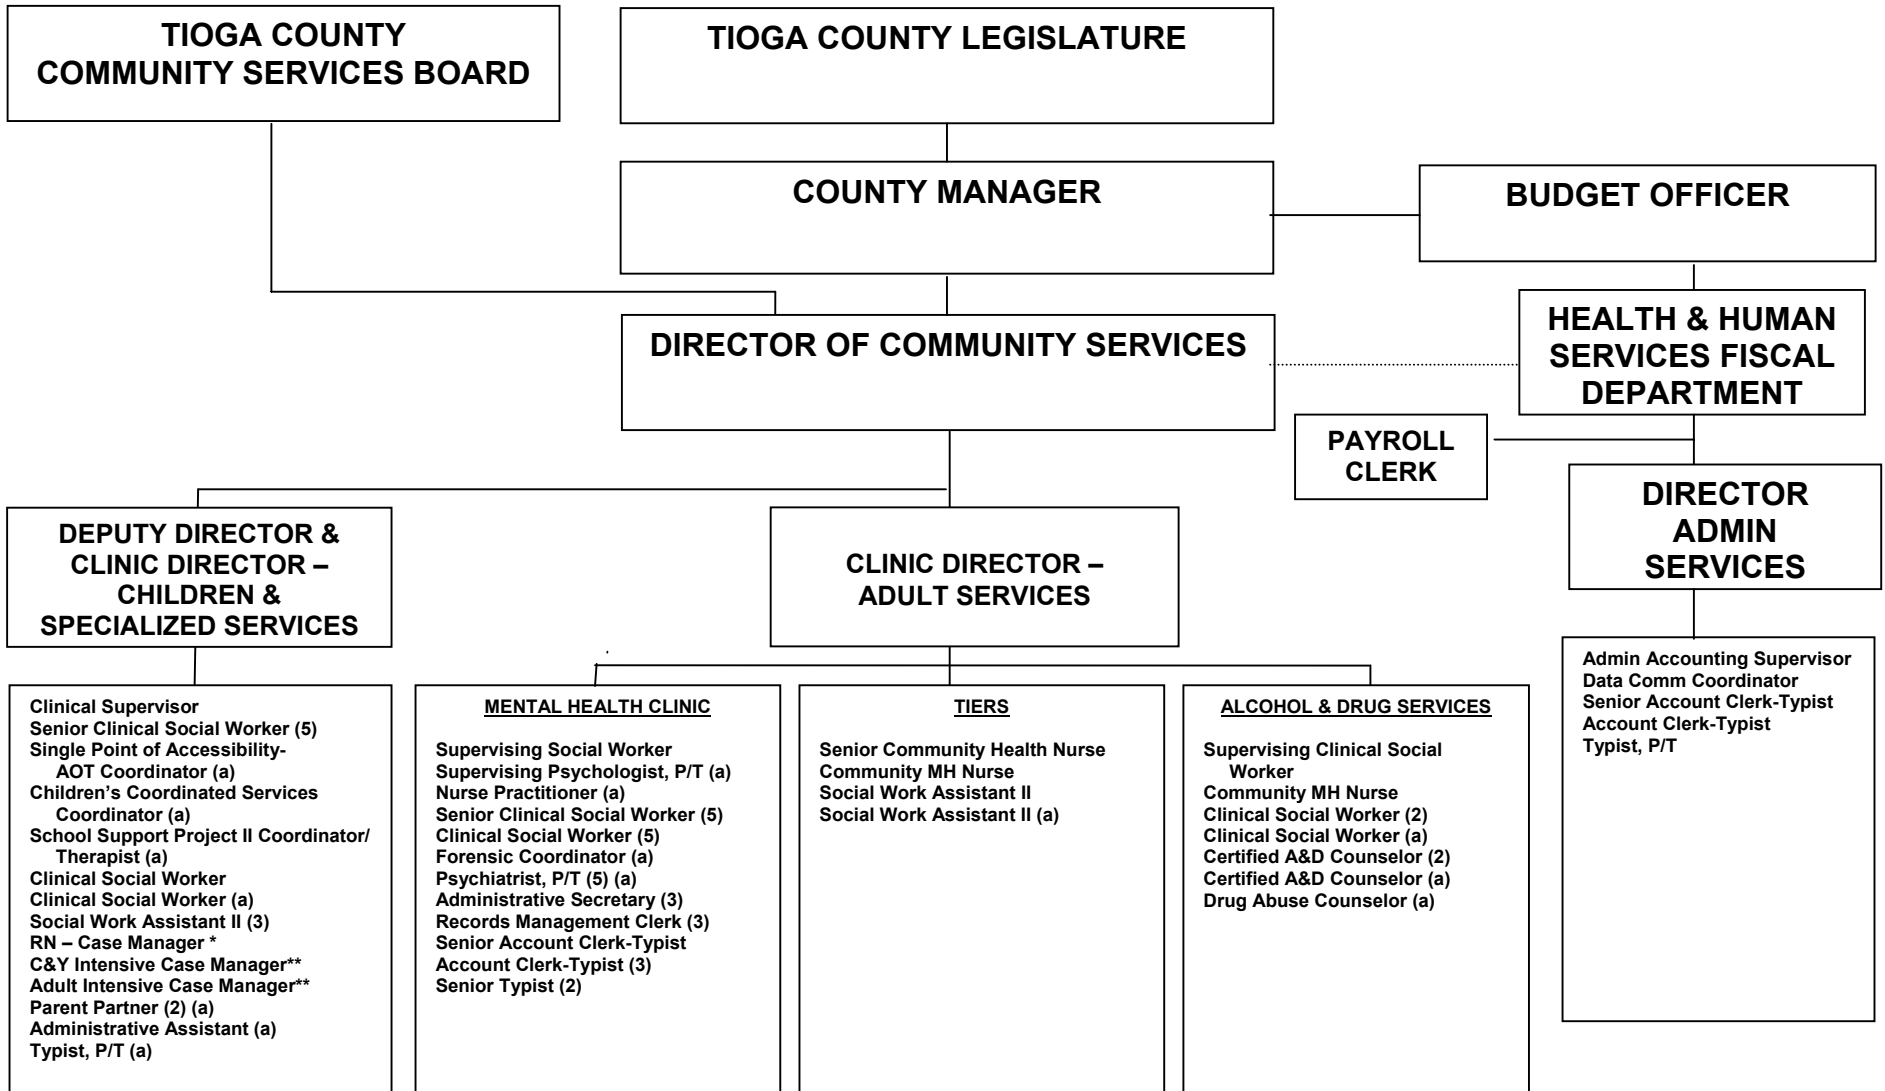 TIOGA COUNTY
COMMUNITY SERVICES BOARD
TIOGA COUNTY LEGISLATURE
COUNTY MANAGER
BUDGET OFFICER
DIRECTOR OF COMMUNITY SERVICES
HEALTH & HUMAN
SERVICES FISCAL
DEPARTMENT
PAYROLL
CLERK
DIRECTOR
ADMIN
SERVICES
DEPUTY DIRECTOR &
CLINIC DIRECTOR –
CHILDREN &
SPECIALIZED SERVICES
CLINIC DIRECTOR –
ADULT SERVICES
Clinical Supervisor
Senior Clinical Social Worker (5)
Single Point of Accessibility-
AOT Coordinator (a)
Children's Coordinated Services
Coordinator (a)
School Support Project II Coordinator/
Therapist (a)
Clinical Social Worker
Clinical Social Worker (a)
Social Work Assistant II (3)
RN – Case Manager *
C&Y Intensive Case Manager**
Adult Intensive Case Manager**
Parent Partner (2) (a)
Administrative Assistant (a)
Typist, P/T (a)
MENTAL HEALTH CLINIC
Supervising Social Worker
Supervising Psychologist, P/T (a)
Nurse Practitioner (a)
Senior Clinical Social Worker (5)
Clinical Social Worker (5)
Forensic Coordinator (a)
Psychiatrist, P/T (5) (a)
Administrative Secretary (3)
Records Management Clerk (3)
Senior Account Clerk-Typist
Account Clerk-Typist (3)
Senior Typist (2)
TIERS
Senior Community Health Nurse
Community MH Nurse
Social Work Assistant II
Social Work Assistant II (a)
ALCOHOL & DRUG SERVICES
Supervising Clinical Social
Worker
Community MH Nurse
Clinical Social Worker (2)
Clinical Social Worker (a)
Certified A&D Counselor (2)
Certified A&D Counselor (a)
Drug Abuse Counselor (a)
Admin Accounting Supervisor
Data Comm Coordinator
Senior Account Clerk-Typist
Account Clerk-Typist
Typist, P/T